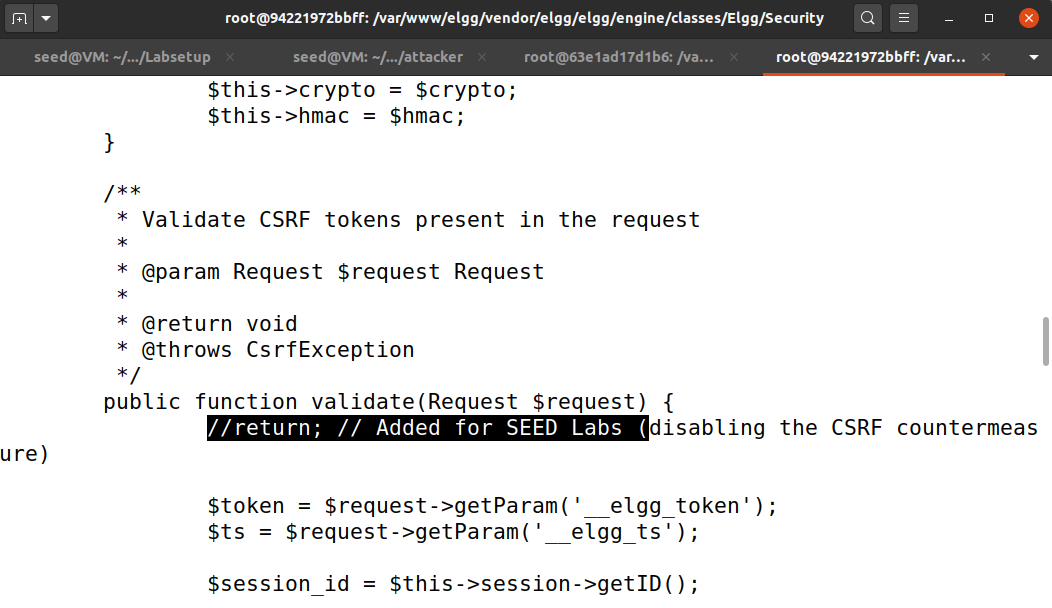 root@94221972bbff: /var/www/elgg/vendor/elgg/elgg/engine/classes/Elgg/Security
seed@VM: ~/.../Labsetup
seed@VM: ~/.../attacker
root@63e1ad17d1b6: /va...
root@94221972bbff: /var...
$this->crypto = $crypto;
$this->hmac = $hmac;
}
/**
* Validate CSRF tokens present in the request
*
* @param Request $request Request
*
* @return void
* @throws CsrfException
*/
public function validate(Request $request) {
//return; // Added for SEED Labs (disabling the CSRF countermeas
ure)
$token = $request->getParam('__elgg_token');
$ts = $request->getParam('__elgg_ts');
$session_id = $this->session->getID();